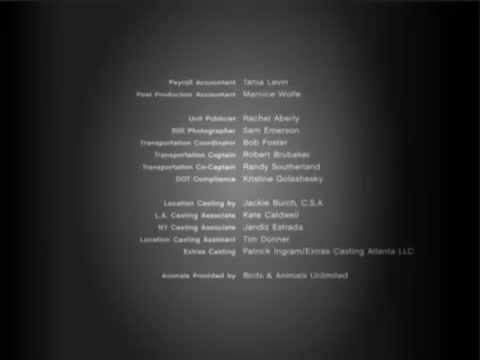 Payroll Accountant Tania Levin
Post Production Accountant Marnice Wolfe
Unit Publicist Rachel Aberly
Still Photographer Sam Emerson
Transportation Coordinator Bob Foster
Transportation Captain Robert Brubaker
Transportation Co-Captain Randy Southerland
DOT Compliance Kristine Golashesky
Location Casting by Jackie Burch, C.S.A.
L.A. Casting Associate Kate Caldwell
NY Casting Associate Jandiz Estrada
Location Casting Assistant Tim Donner
Extras Casting Patrick Ingram/Extras Casting Atlanta LLC
Animals Provided by Birds & Animals Unlimited